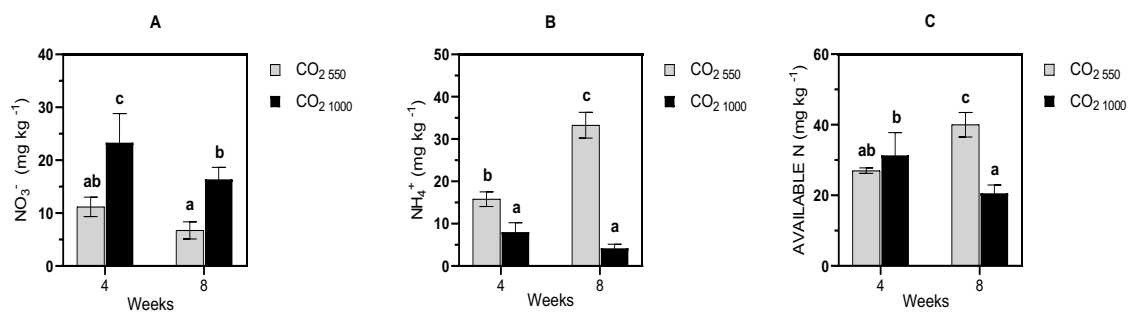 A
NO₃⁻ (mg kg⁻¹)
40
30
20
10
0
ab
c
a
b
4
8
Weeks
CO₂ ₅₅₀
CO₂ ₁₀₀₀
B
NH₄⁺ (mg kg⁻¹)
50
40
30
20
10
0
b
a
c
a
4
8
Weeks
CO₂ ₅₅₀
CO₂ ₁₀₀₀
C
AVAILABLE N (mg kg⁻¹)
60
40
20
0
ab
b
c
a
4
8
Weeks
CO₂ ₅₅₀
CO₂ ₁₀₀₀